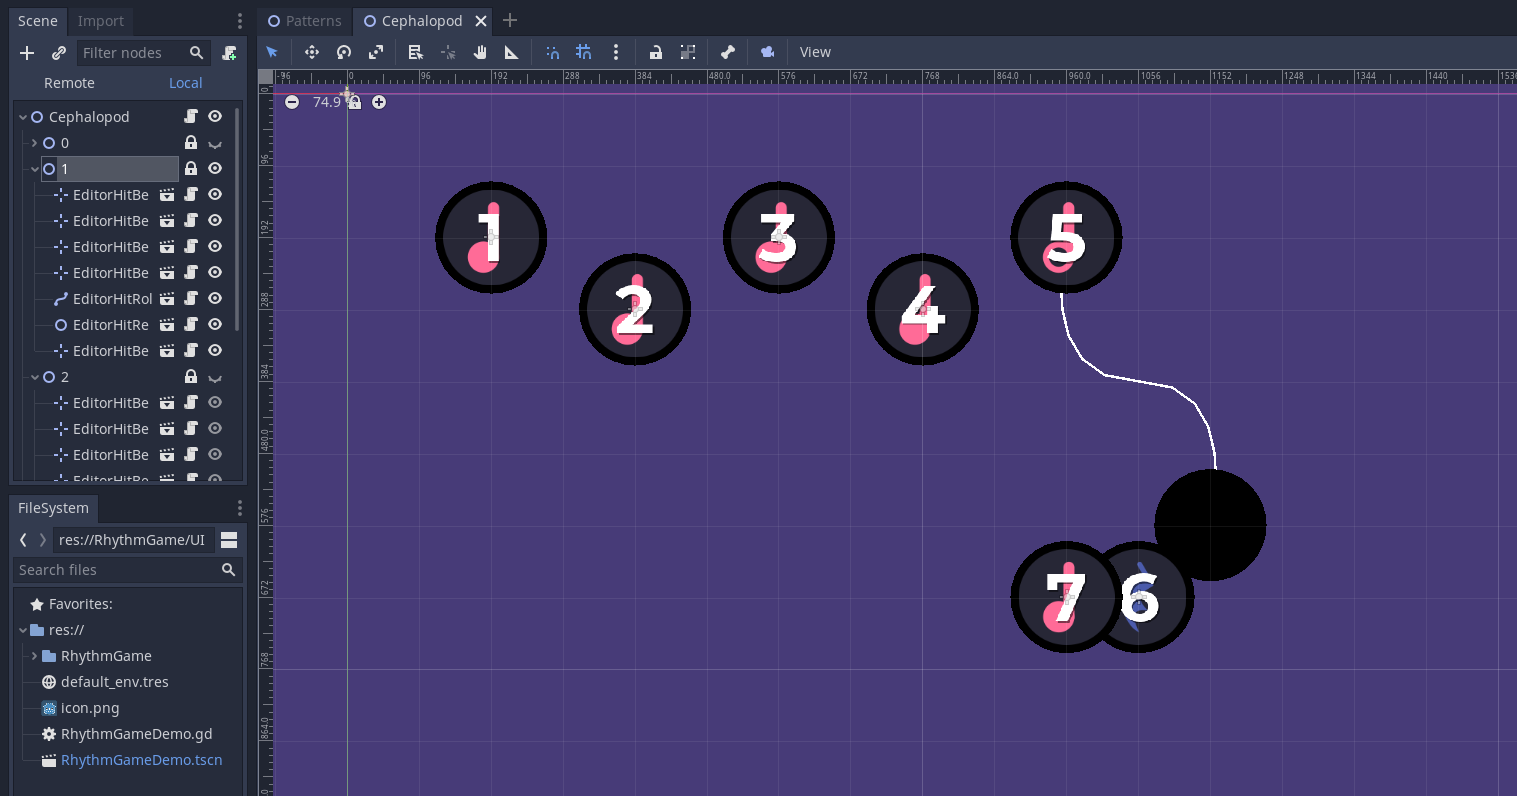 Scene Import
Patterns Cephalopod
Filter nodes
View
Remote Local
-96 0 96 192 288 384 480.0 576 672 768 864.0 960.0 1056 1152 1248 1344 1440 1536
74.9
Cephalopod
0
1
EditorHitBe
EditorHitBe
EditorHitBe
EditorHitBe
EditorHitRol
EditorHitRe
EditorHitBe
2
EditorHitBe
EditorHitBe
EditorHitBe
EditorHitBe
0
96
192
288
384
480.0
576
672
768
864.0
1
3
5
2
4
7
6
FileSystem
res://RhythmGame/UI
Search files
Favorites:
res://
RhythmGame
default_env.tres
icon.png
RhythmGameDemo.gd
RhythmGameDemo.tscn